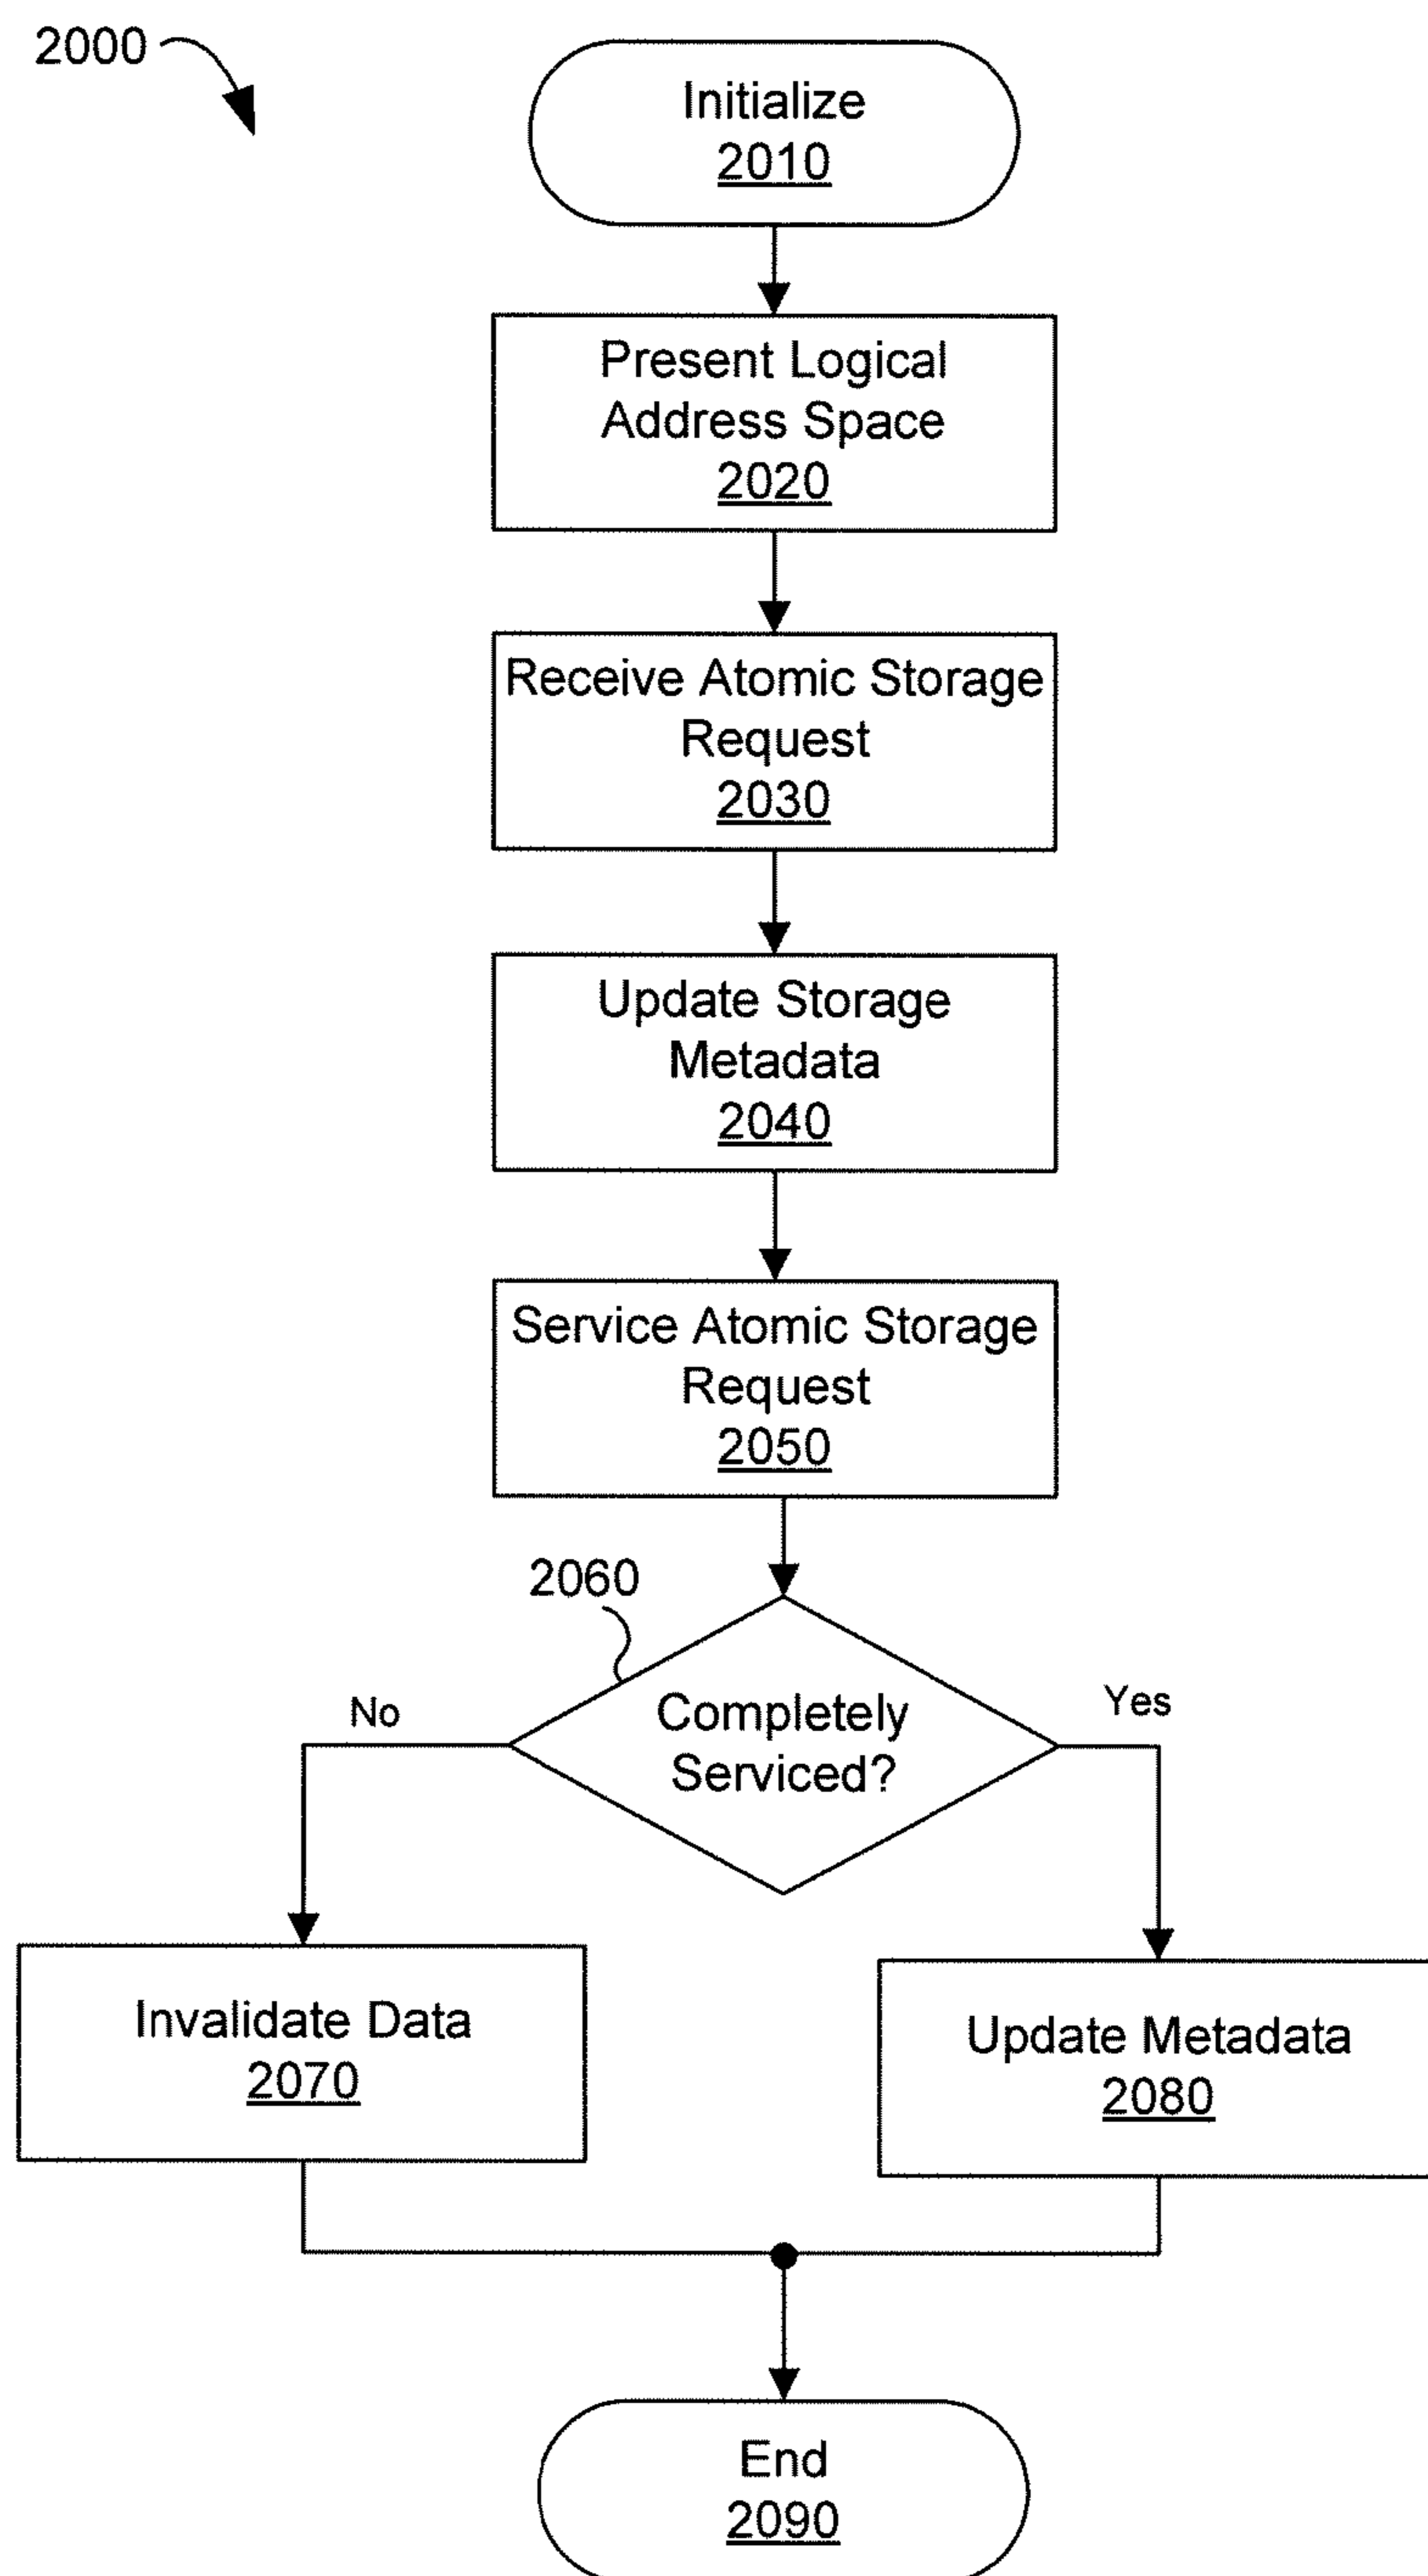 2000
Initialize
2010
Present Logical
Address Space
2020
Receive Atomic Storage
Request
2030
Update Storage
Metadata
2040
Service Atomic Storage
Request
2050
2060
No
Completely
Serviced?
Yes
Invalidate Data
2070
Update Metadata
2080
End
2090